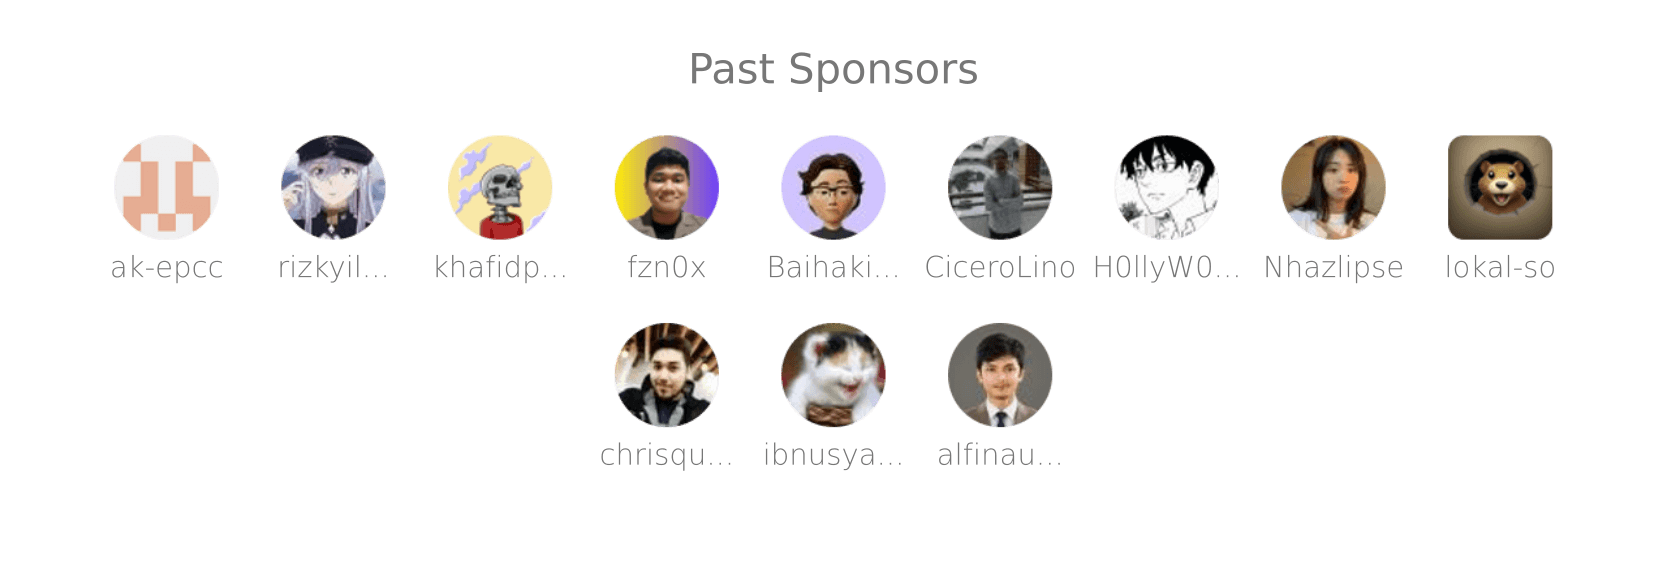 Past Sponsors
ak-epcc rizkyil... khafidp... fzn0x Baihaki... CiceroLino H0llyW0... Nhazlipse lokal-so
chrisqu... ibnusya... alfinau...